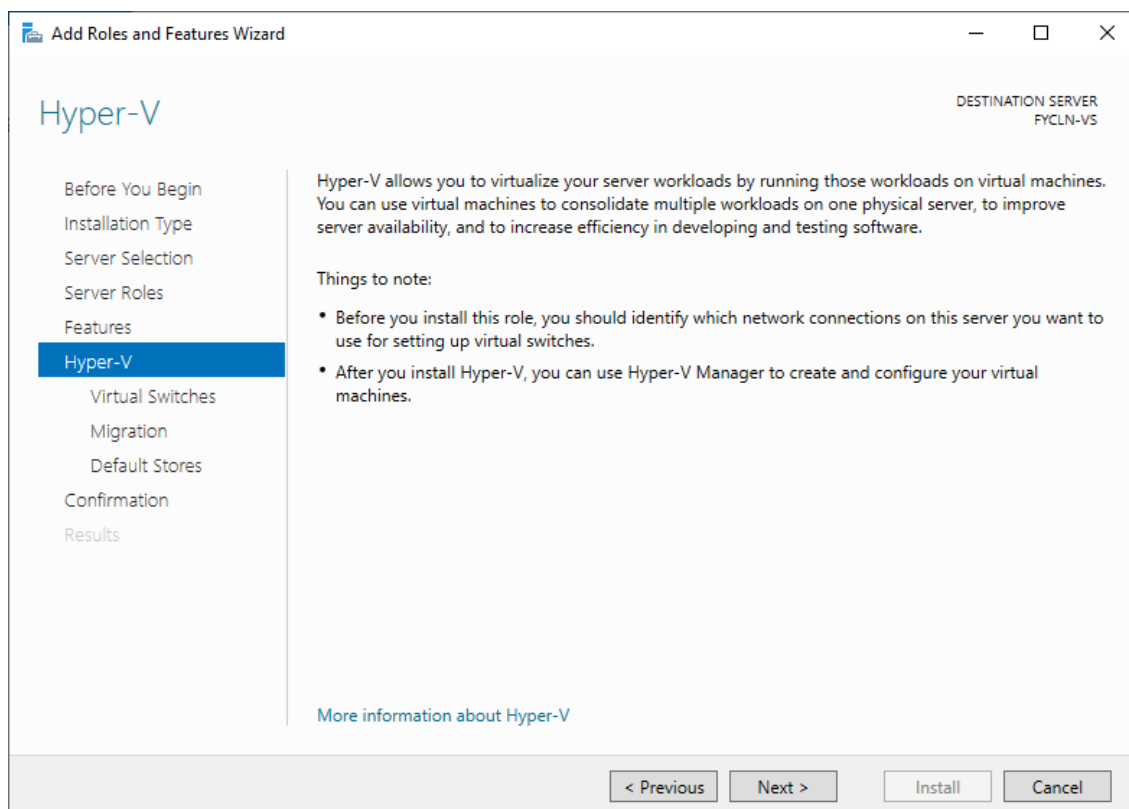 Add Roles and Features Wizard
Hyper-V
DESTINATION SERVER
FYCLN-VS
Before You Begin
Installation Type
Server Selection
Server Roles
Features
Hyper-V
Virtual Switches
Migration
Default Stores
Confirmation
Results
Hyper-V allows you to virtualize your server workloads by running those workloads on virtual machines.
You can use virtual machines to consolidate multiple workloads on one physical server, to improve
server availability, and to increase efficiency in developing and testing software.
Things to note:
• Before you install this role, you should identify which network connections on this server you want to
use for setting up virtual switches.
• After you install Hyper-V, you can use Hyper-V Manager to create and configure your virtual
machines.
More information about Hyper-V
< Previous
Next >
Install
Cancel